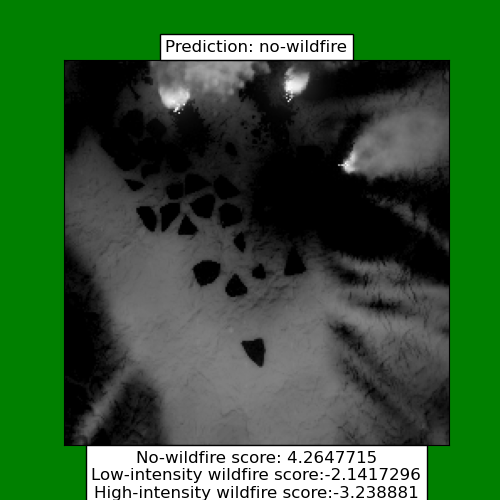 Prediction: no-wildfire
No-wildfire score: 4.2647715
Low-intensity wildfire score:-2.1417296
High-intensity wildfire score:-3.238881